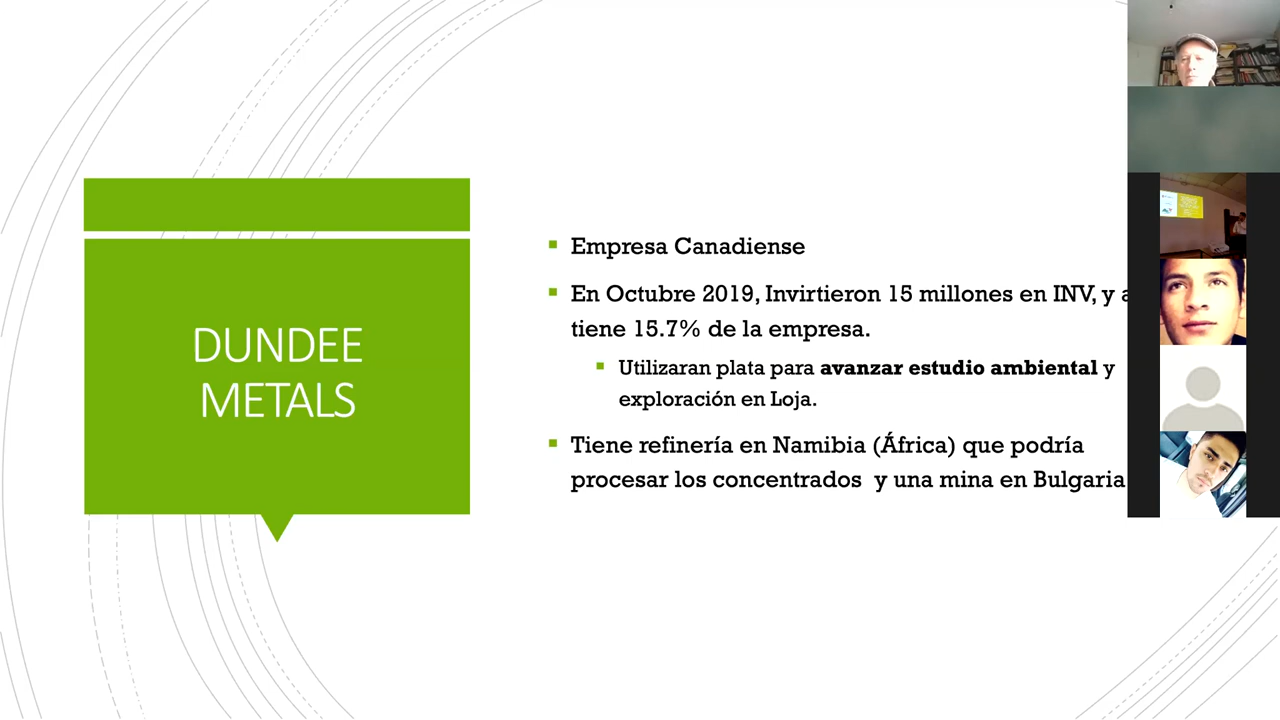 DUNDEE
METALS
Empresa Canadiense
En Octubre 2019, Invirtieron 15 millones en INV, y
tiene 15.7% de la empresa.
Utilizaran plata para avanzar estudio ambiental y
exploración en Loja.
Tiene refinería en Namibia (África) que podría
procesar los concentrados y una mina en Bulgaria